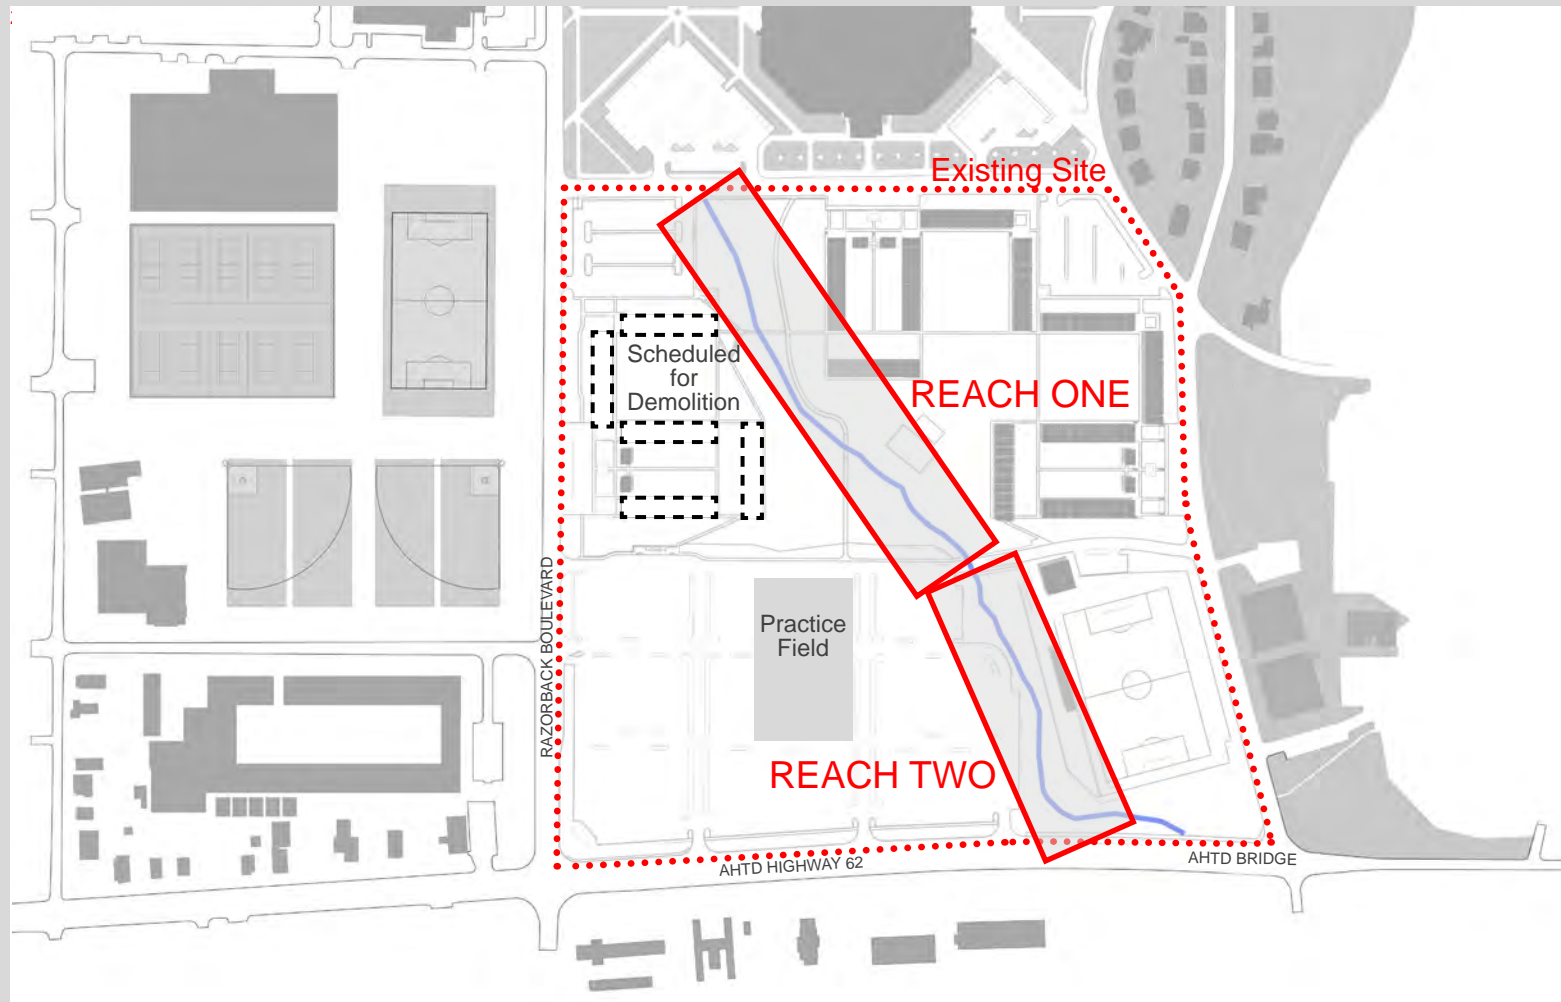 Existing Site
Scheduled
for
Demolition
REACH ONE
RAZORBACK BOULEVARD
Practice
Field
REACH TWO
AHTD HIGHWAY 62
AHTD BRIDGE